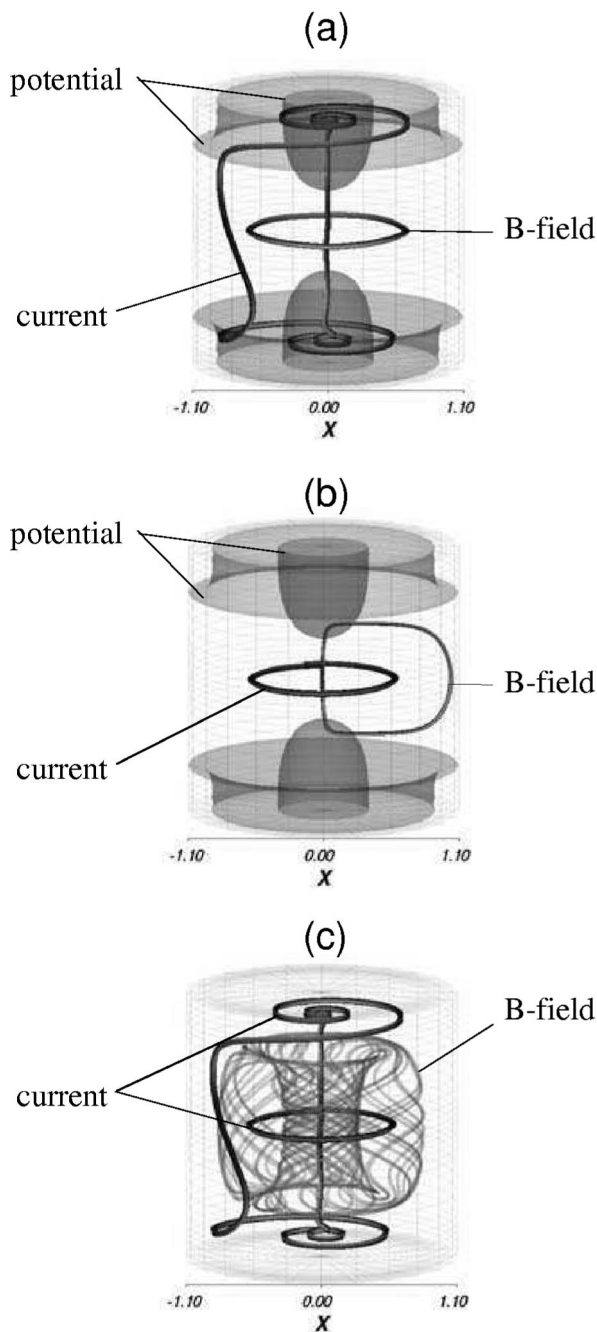 (a)
potential
B-field
current
-1.10
0.00
1.10
X
(b)
potential
B-field
current
-1.10
0.00
1.10
X
(c)
B-field
current
-1.10
0.00
1.10
X